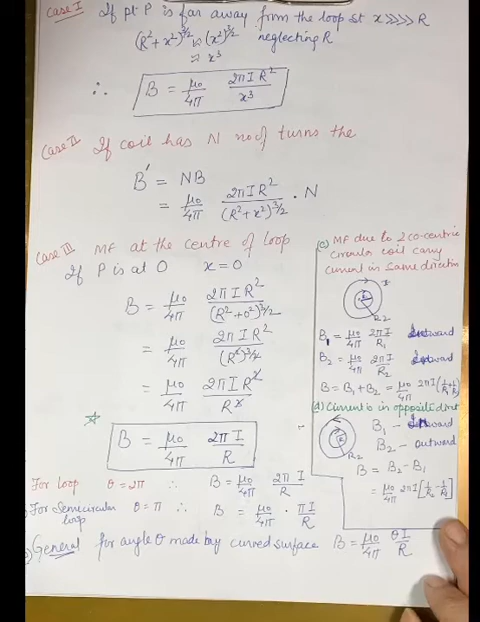 Case I If pt P is far away from the loop st x >>>> R
(R² + x²)^3/2 ≈ (x²)^3/2 neglecting R
≈ x³
∴ B = μ₀/4π 2πIR²/x³
Case II If coil has N no of turns the
B' = NB
= μ₀/4π 2πIR²/(R²+x²)^3/2 · N
Case III MF at the centre of loop
If P is at O x = 0
B = μ₀/4π 2πIR²/(R²+0²)^3/2
= μ₀/4π 2πIR²/(R²)^3/2
= μ₀/4π 2πIR²/R
B = μ₀/4π 2πI/R
For loop θ = 2π ∴ B = μ₀/4π 2πI/R
For Semicircular loop θ = π ∴ B = μ₀/4π · πI/R
General for angle θ made by curved surface B = μ₀/4π θI/R
(c) MF due to 2 co-centric
circular coil carry
current in same direction
I
R₂
B₁ = μ₀/4π 2πI/R₁
B₂ = μ₀/4π 2πI/R₂
B = B₁ + B₂ = μ₀/4π 2πI(1/R₁ + 1/R₂)
(d) Current is in opposite dirnt
R₂
B₁ -
B₂ - outward
B = B₂ - B₁
= μ₀/4π 2πI[1/R₂ - 1/R₁]